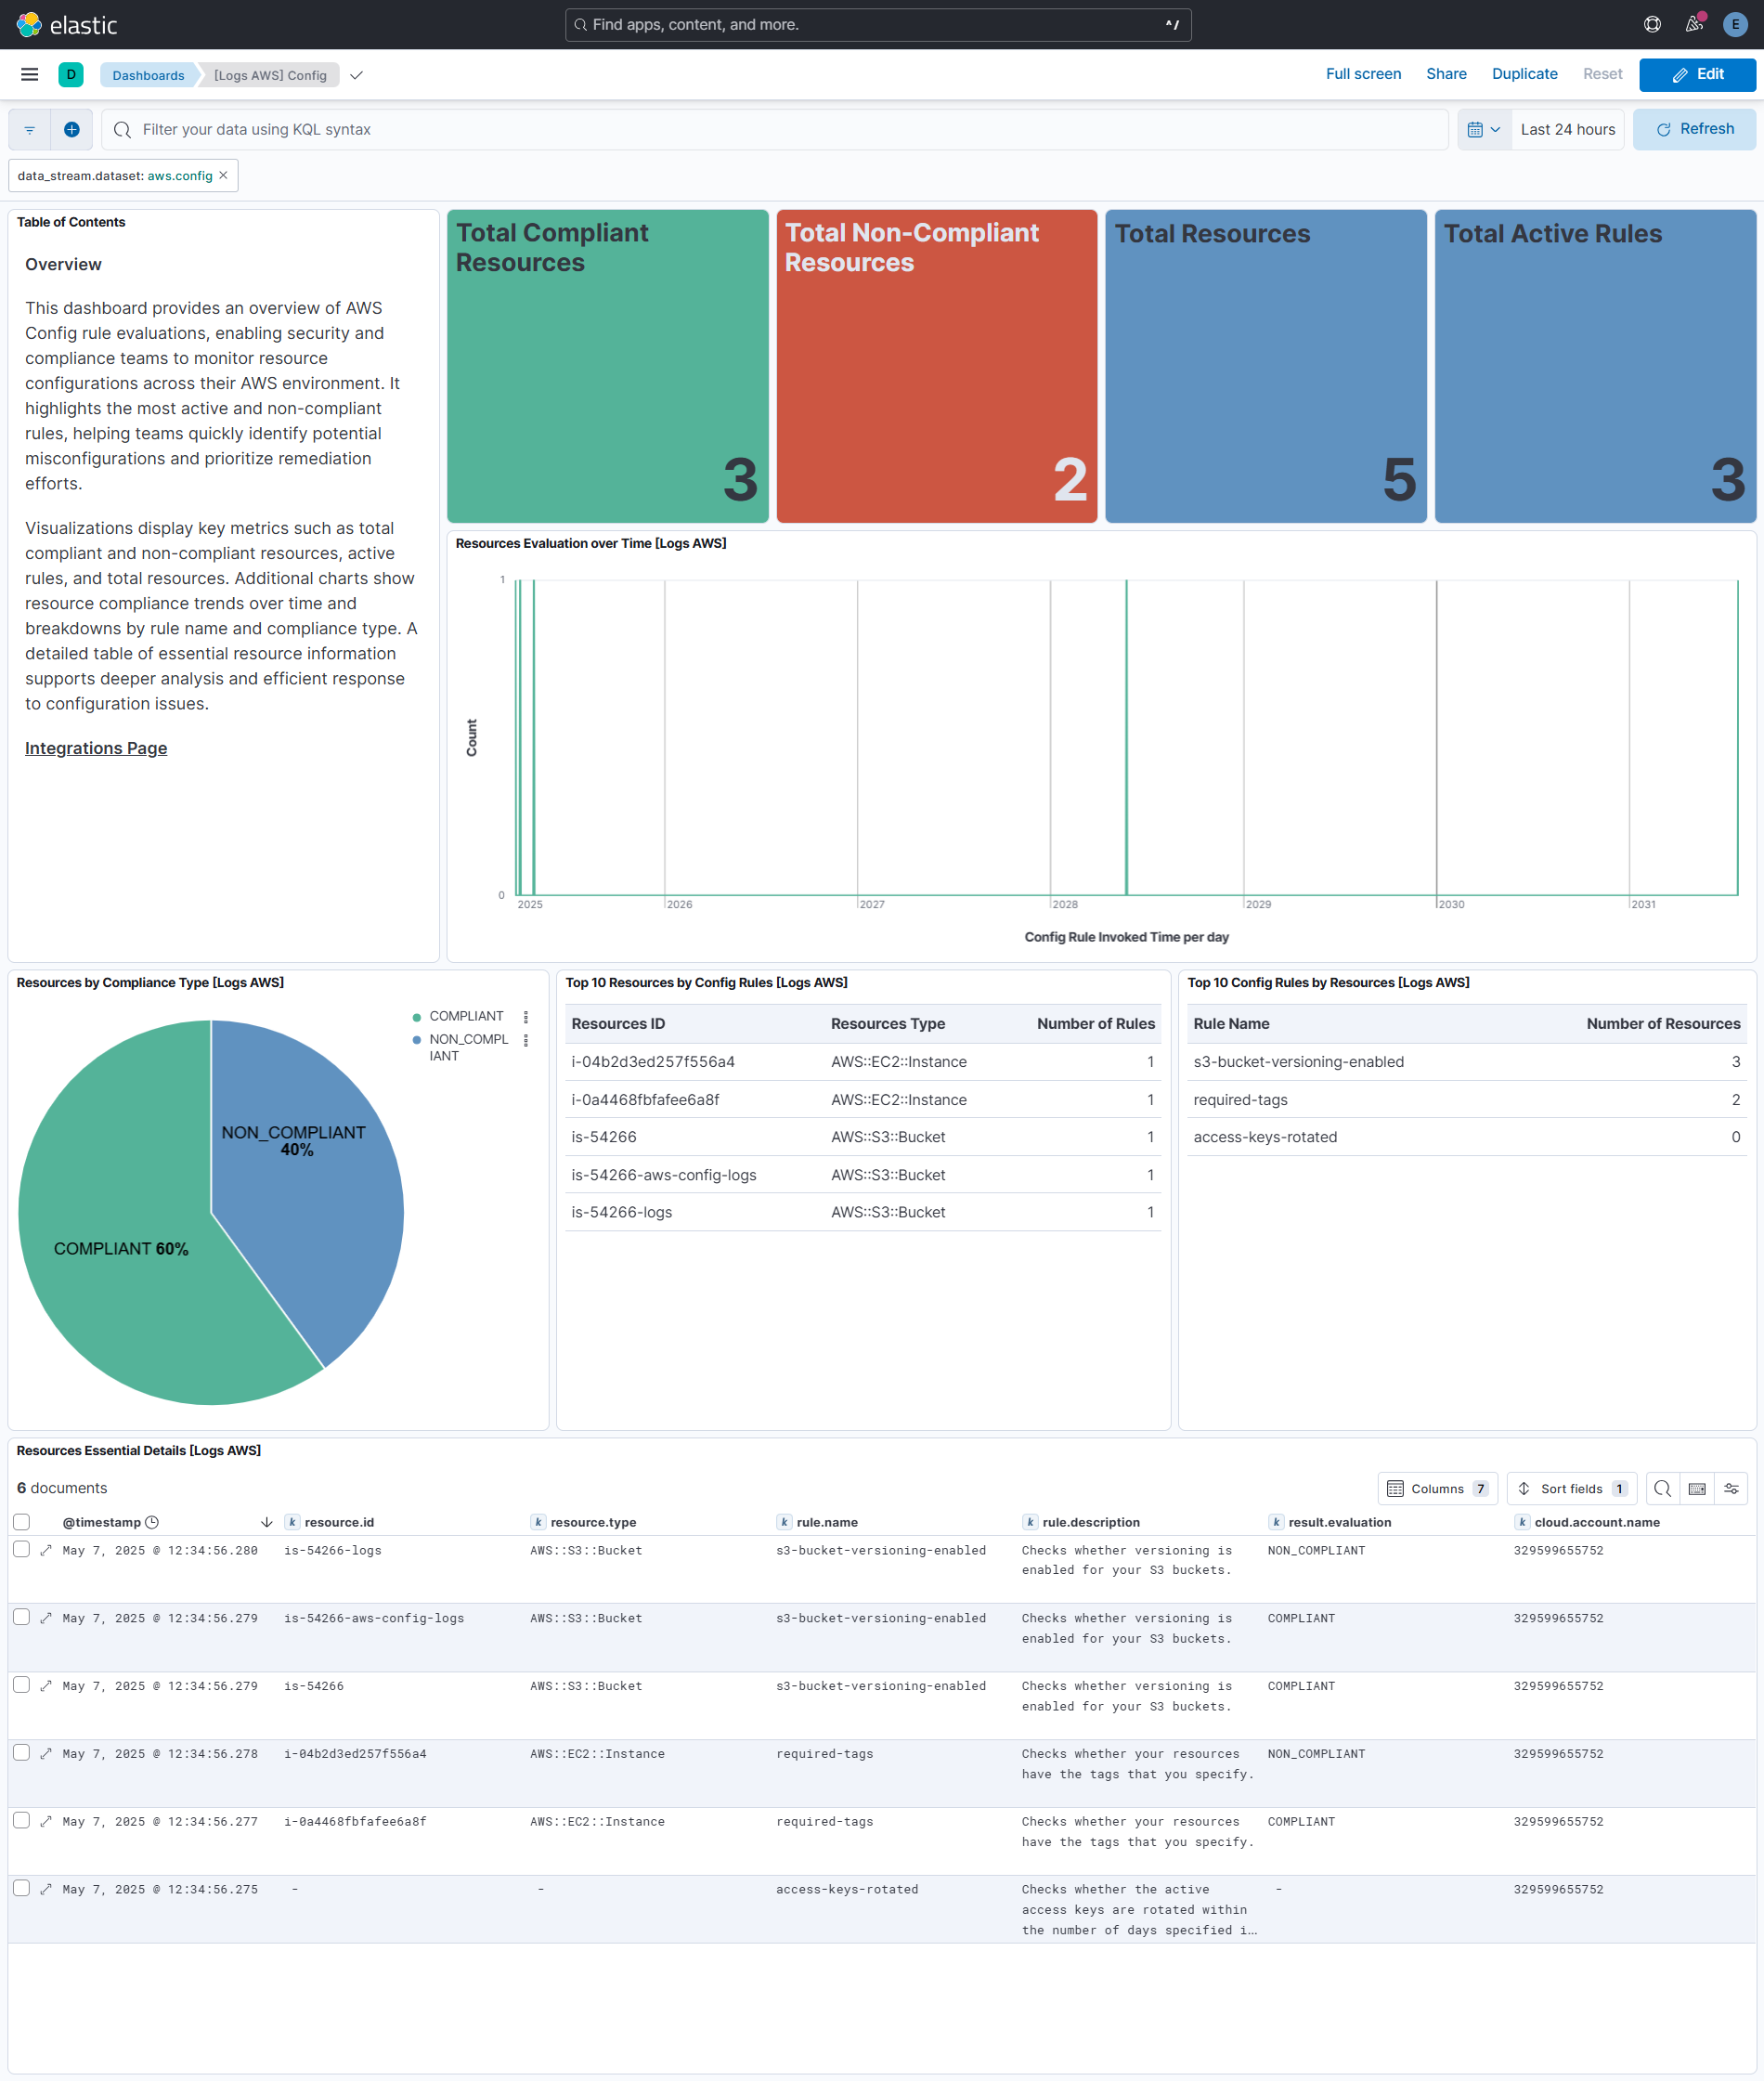 elastic
Find apps, content, and more.
^/
E
D
Dashboards
[Logs AWS] Config
Full screen
Share
Duplicate
Reset
Edit
Filter your data using KQL syntax
Last 24 hours
Refresh
data_stream.dataset: aws.config
Table of Contents
Overview
This dashboard provides an overview of AWS
Config rule evaluations, enabling security and
compliance teams to monitor resource
configurations across their AWS environment. It
highlights the most active and non-compliant
rules, helping teams quickly identify potential
misconfigurations and prioritize remediation
efforts.
Visualizations display key metrics such as total
compliant and non-compliant resources, active
rules, and total resources. Additional charts show
resource compliance trends over time and
breakdowns by rule name and compliance type. A
detailed table of essential resource information
supports deeper analysis and efficient response
to configuration issues.
Integrations Page
Total Compliant
Resources
3
Total Non-Compliant
Resources
2
Total Resources
5
Total Active Rules
3
Resources Evaluation over Time [Logs AWS]
Count
1
0
2025 2026 2027 2028 2029 2030 2031
Config Rule Invoked Time per day
Resources by Compliance Type [Logs AWS]
COMPLIANT
NON_COMPL
IANT
NON_COMPLIANT
40%
COMPLIANT 60%
Top 10 Resources by Config Rules [Logs AWS]
Resources ID Resources Type Number of Rules
i-04b2d3ed257f556a4 AWS::EC2::Instance 1
i-0a4468fbfafee6a8f AWS::EC2::Instance 1
is-54266 AWS::S3::Bucket 1
is-54266-aws-config-logs AWS::S3::Bucket 1
is-54266-logs AWS::S3::Bucket 1
Top 10 Config Rules by Resources [Logs AWS]
Rule Name Number of Resources
s3-bucket-versioning-enabled 3
required-tags 2
access-keys-rotated 0
Resources Essential Details [Logs AWS]
6 documents
Columns 7
Sort fields 1
@timestamp k resource.id k resource.type k rule.name k rule.description k result.evaluation k cloud.account.name
May 7, 2025 @ 12:34:56.280 is-54266-logs AWS::S3::Bucket s3-bucket-versioning-enabled Checks whether versioning is NON_COMPLIANT 329599655752
enabled for your S3 buckets.
May 7, 2025 @ 12:34:56.279 is-54266-aws-config-logs AWS::S3::Bucket s3-bucket-versioning-enabled Checks whether versioning is COMPLIANT 329599655752
enabled for your S3 buckets.
May 7, 2025 @ 12:34:56.279 is-54266 AWS::S3::Bucket s3-bucket-versioning-enabled Checks whether versioning is COMPLIANT 329599655752
enabled for your S3 buckets.
May 7, 2025 @ 12:34:56.278 i-04b2d3ed257f556a4 AWS::EC2::Instance required-tags Checks whether your resources NON_COMPLIANT 329599655752
have the tags that you specify.
May 7, 2025 @ 12:34:56.277 i-0a4468fbfafee6a8f AWS::EC2::Instance required-tags Checks whether your resources COMPLIANT 329599655752
have the tags that you specify.
May 7, 2025 @ 12:34:56.275 - - access-keys-rotated Checks whether the active - 329599655752
access keys are rotated within
the number of days specified i…